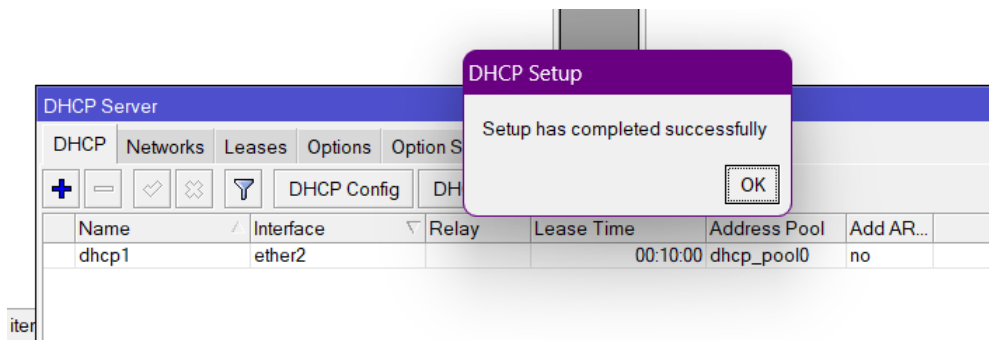 DHCP Setup
Setup has completed successfully
OK
DHCP Server
DHCP Networks Leases Options Option S
DHCP Config DH
Name Interface Relay Lease Time Address Pool Add AR...
dhcp1 ether2 00:10:00 dhcp_pool0 no
iter